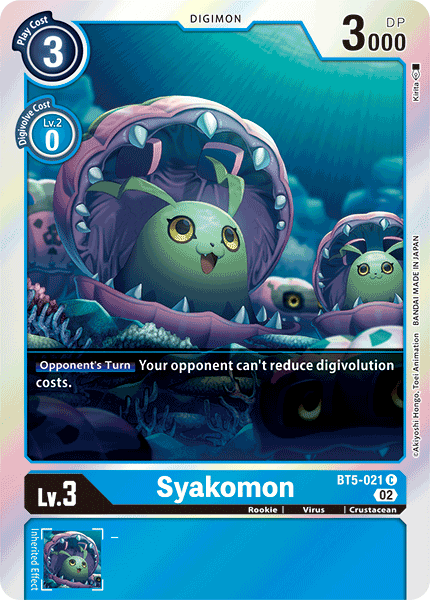 Play Cost
3
DIGIMON
DP
3000
Digivolve Cost
Lv.2
0
Kirita
©Akiyoshi Hongo, Toei Animation BANDAI MADE IN JAPAN
Opponent's Turn Your opponent can't reduce digivolution
costs.
Lv.3
Syakomon
BT5-021 C
02
Rookie | Virus | Crustacean
Inherited Effect
–